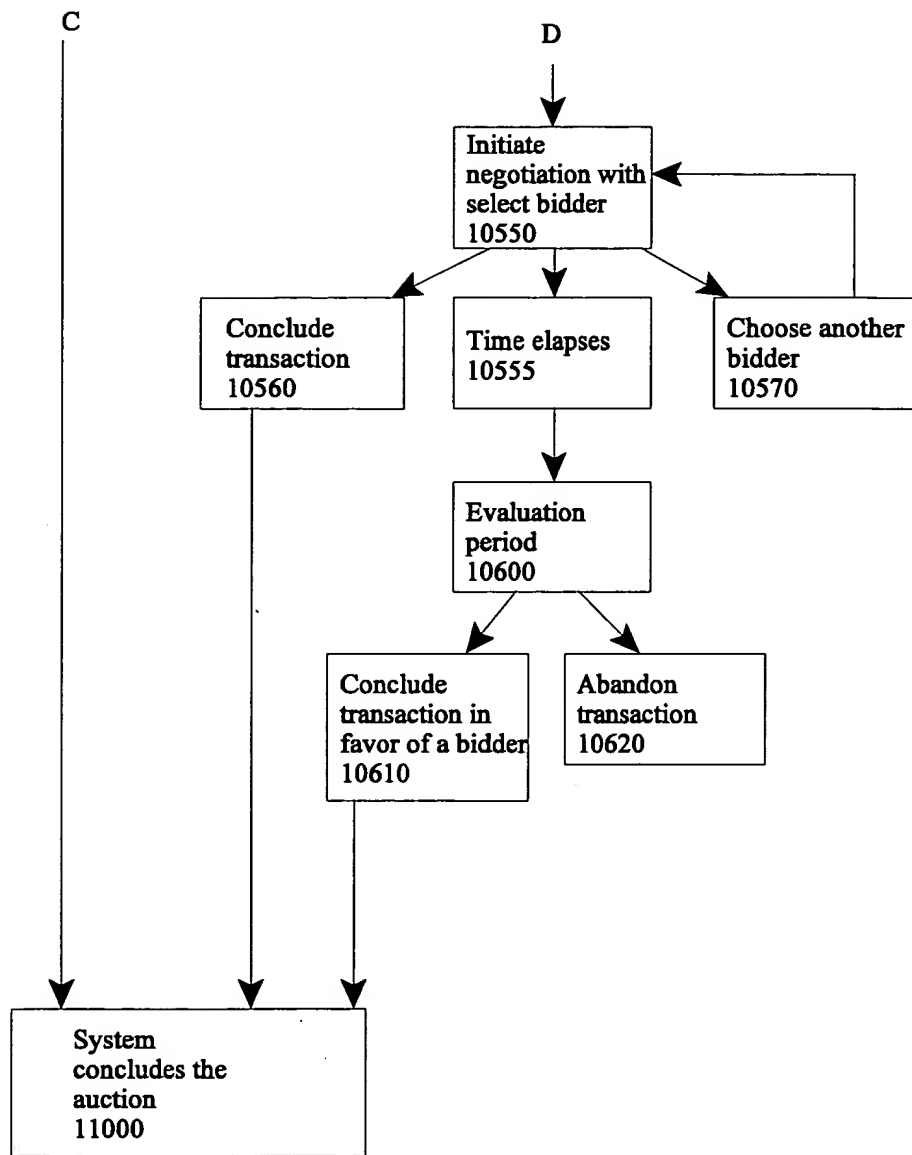 C
D
Initiate
negotiation with
select bidder
10550
Conclude
transaction
10560
Time elapses
10555
Choose another
bidder
10570
Evaluation
period
10600
Conclude
transaction in
favor of a bidder
10610
Abandon
transaction
10620
System
concludes the
auction
11000